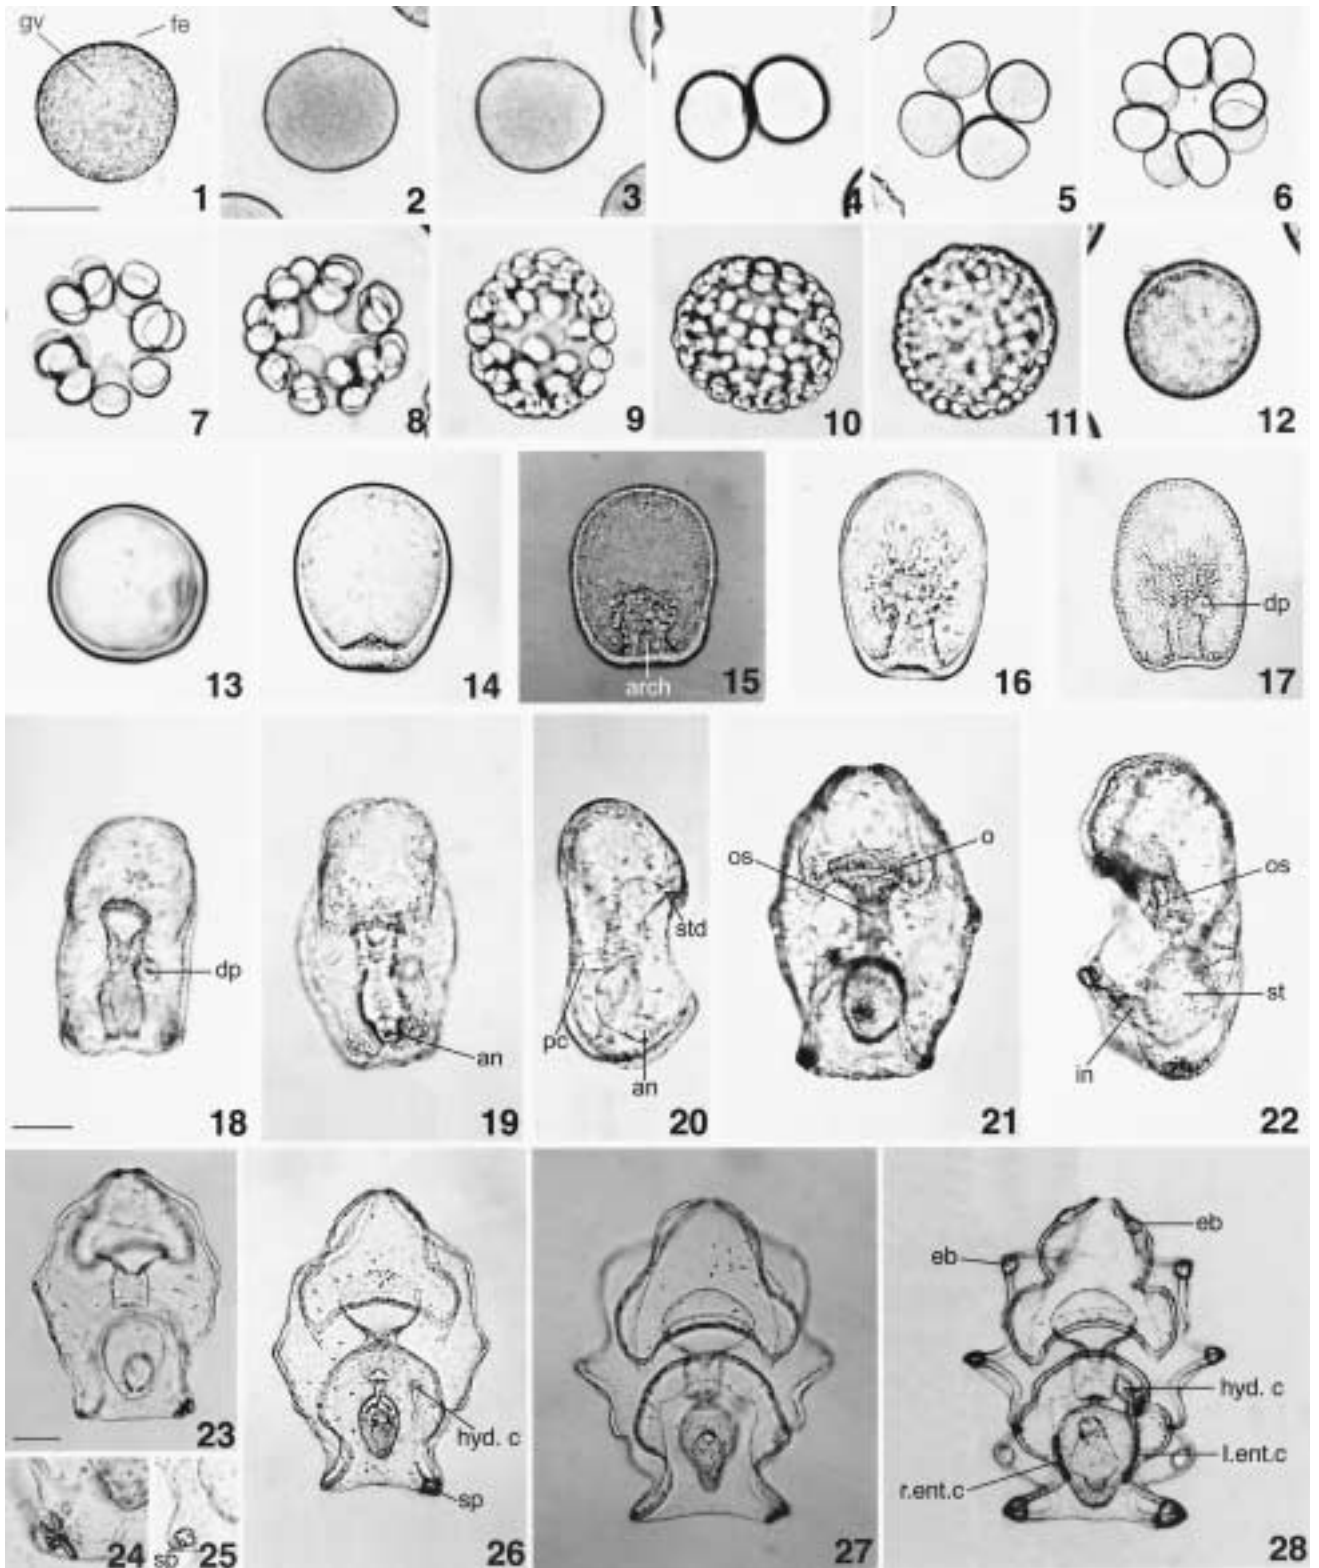 gv fe
1 2 3 4 5 6
7 8 9 10 11 12
dp
arch
13 14 15 16 17
o
os
os
std
dp
st
pc
an
an
in
18 19 20 21 22
eb
eb
hyd. c
hyd. c
l.ent.c
r.ent.c
sp
23
sp
24 25 26 27 28